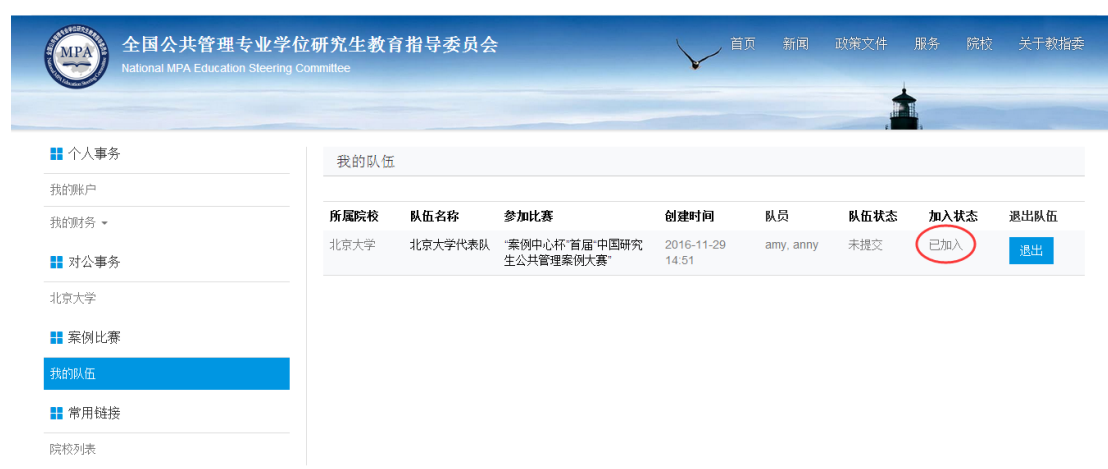 MPA
全国公共管理专业学位研究生教育指导委员会
National MPA Education Steering Committee
首页 新闻 政策文件 服务 院校 关于教指委
个人事务
我的账户
我的财务
对公事务
北京大学
案例比赛
我的队伍
常用链接
院校列表
我的队伍
所属院校 队伍名称 参加比赛 创建时间 队员 队伍状态 加入状态 退出队伍
北京大学 北京大学代表队 “案例中心杯”首届“中国研究 2016-11-29 amy, anny 未提交 已加入 退出
生公共管理案例大赛” 14:51